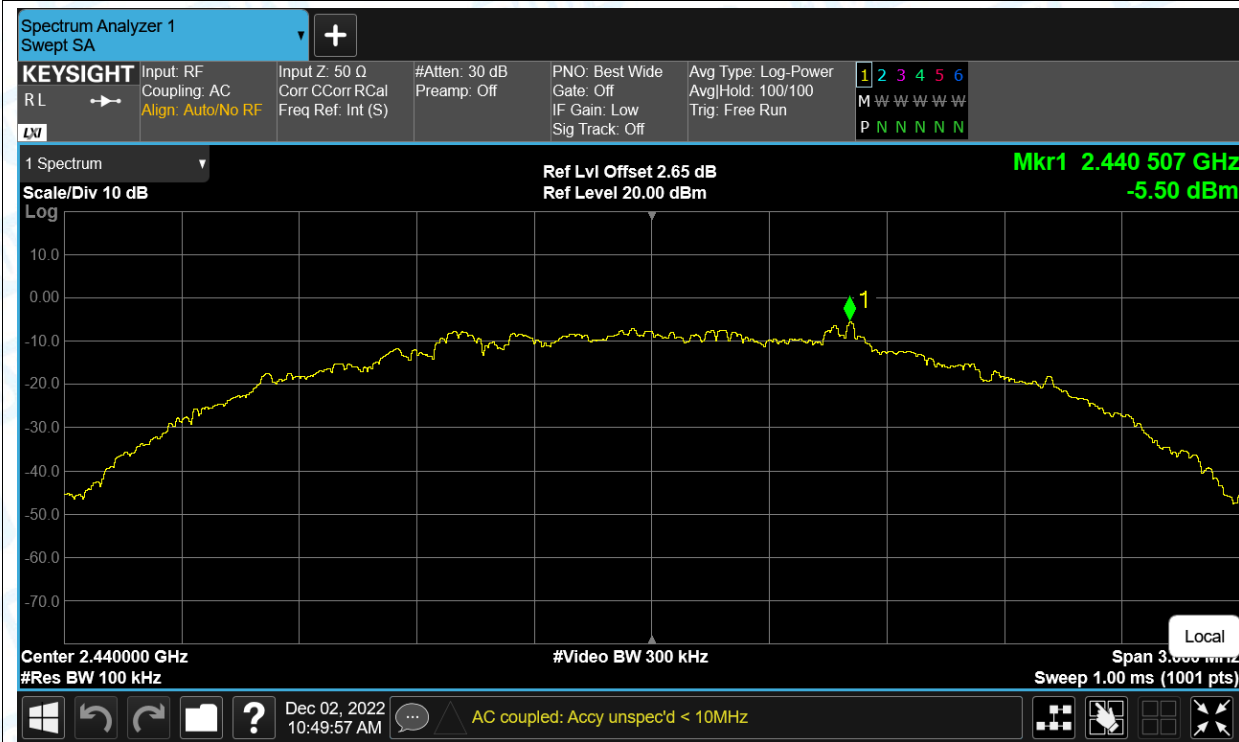 Spectrum Analyzer 1
Swept SA
KEYSIGHT
R L
LXI
Input: RF
Coupling: AC
Align: Auto/No RF
Input Z: 50 Ω
Corr CCorr RCal
Freq Ref: Int (S)
#Atten: 30 dB
Preamp: Off
PNO: Best Wide
Gate: Off
IF Gain: Low
Sig Track: Off
Avg Type: Log-Power
Avg|Hold: 100/100
Trig: Free Run
1 2 3 4 5 6
M W W W W W
P N N N N N
1 Spectrum
Scale/Div 10 dB
Log
Ref Lvl Offset 2.65 dB
Ref Level 20.00 dBm
Mkr1 2.440 507 GHz
-5.50 dBm
10.0
0.00
1
-10.0
-20.0
-30.0
-40.0
-50.0
-60.0
-70.0
Local
Center 2.440000 GHz
#Video BW 300 kHz
Span
#Res BW 100 kHz
Sweep 1.00 ms (1001 pts)
?
Dec 02, 2022
10:49:57 AM
AC coupled: Accy unspec'd < 10MHz